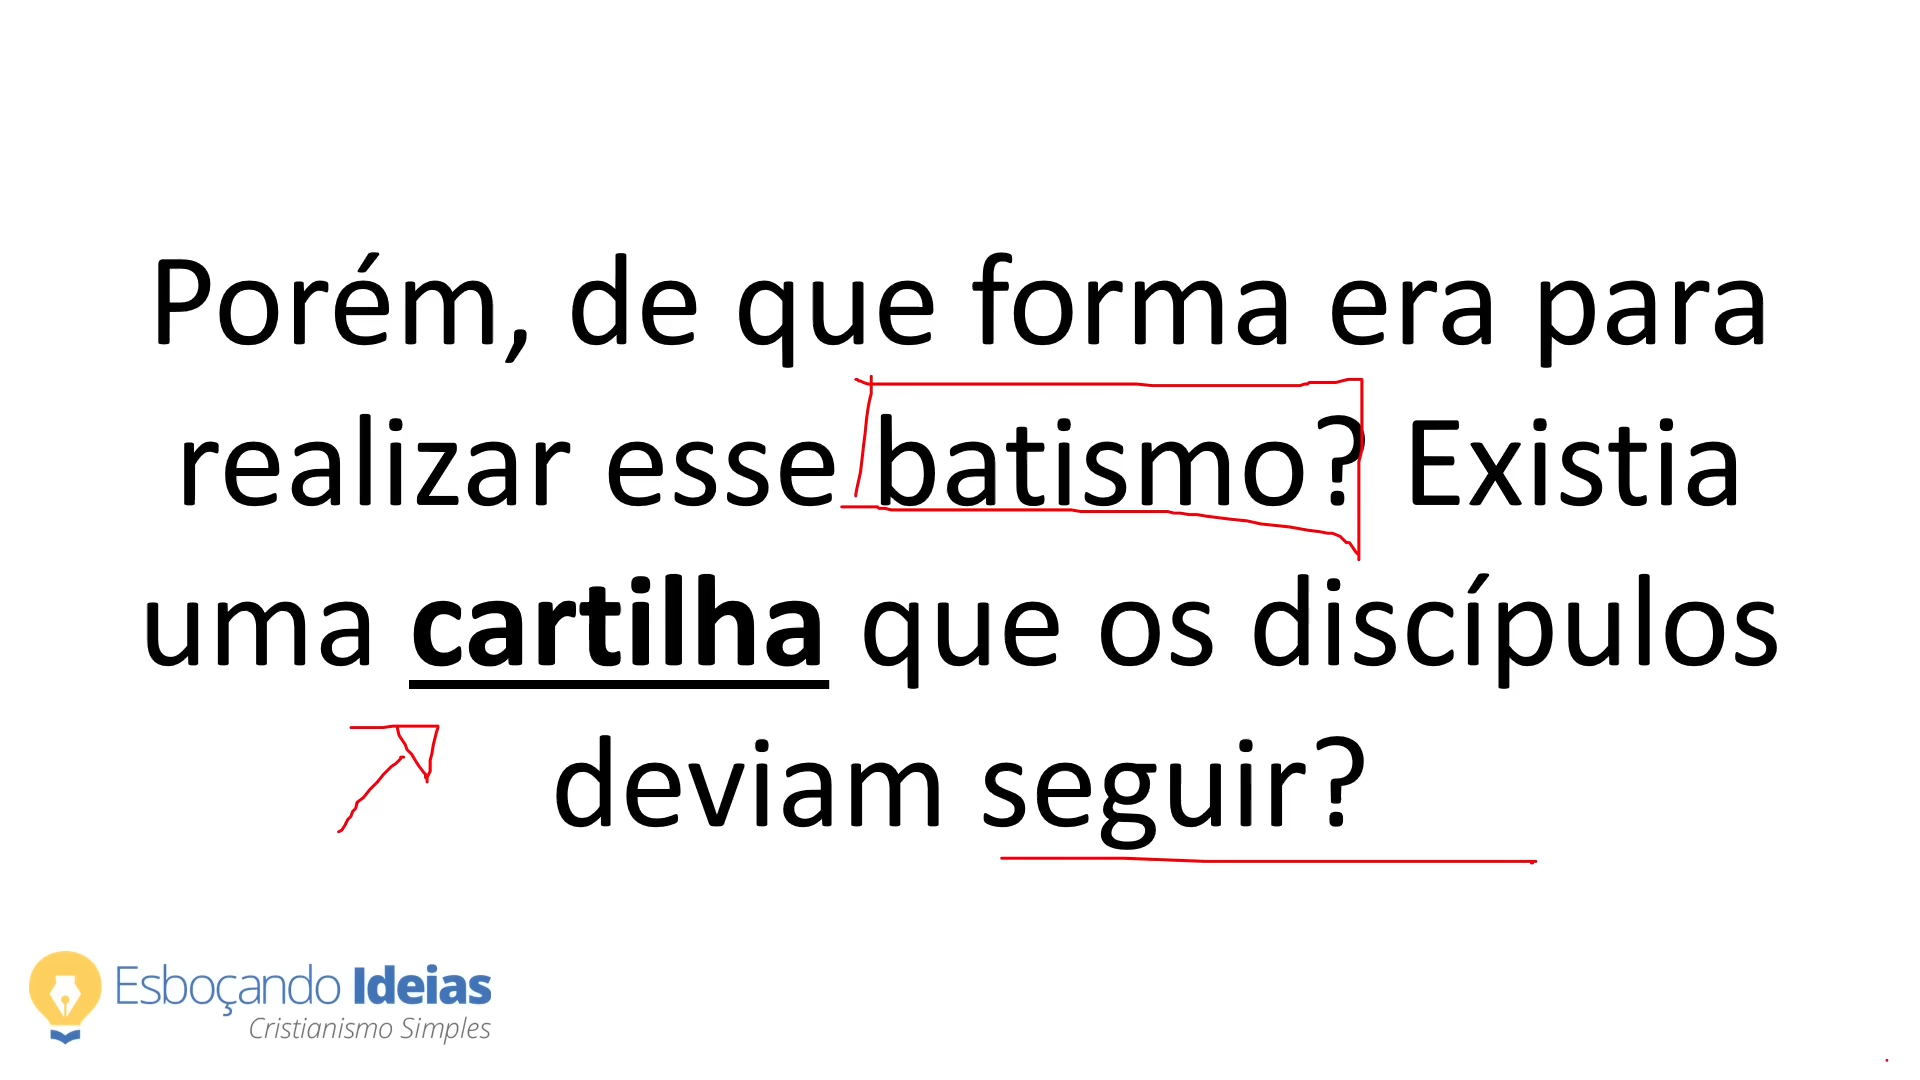 Porém, de que forma era para
realizar esse batismo? Existia
uma cartilha que os discípulos
deviam seguir?
Esboçando Ideias
Cristianismo Simples